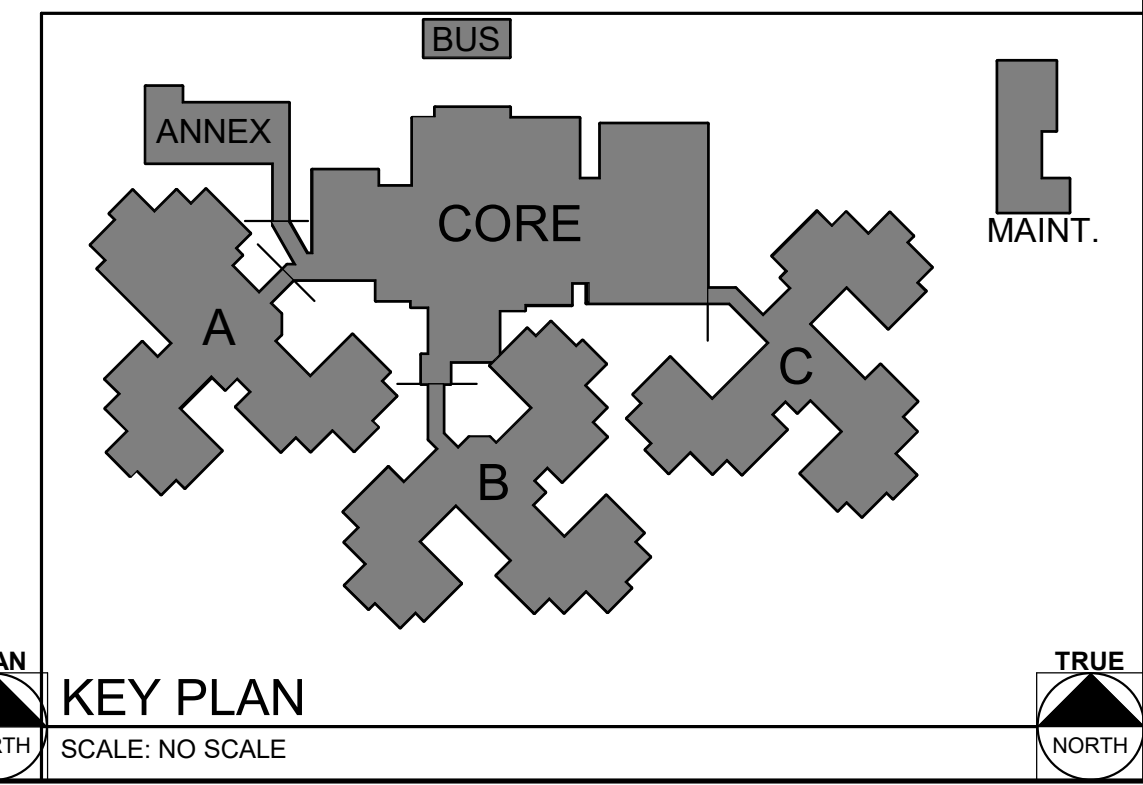 BUS
ANNEX
CORE
MAINT.
A
C
B
TRUE
KEY PLAN
NORTH
SCALE: NO SCALE